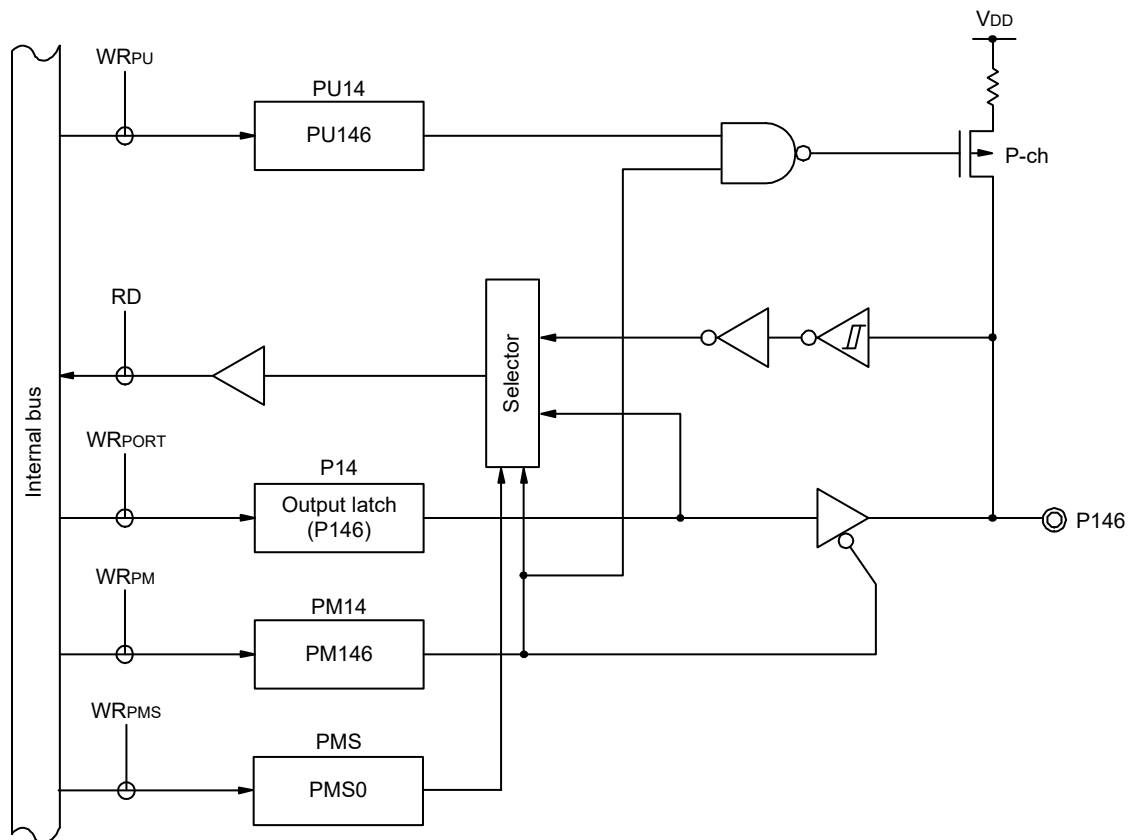 VDD
WRPU
PU14
PU146
P-ch
RD
Selector
Internal bus
WRPORT
P14
Output latch
(P146)
P146
WRPM
PM14
PM146
WRPMS
PMS
PMS0